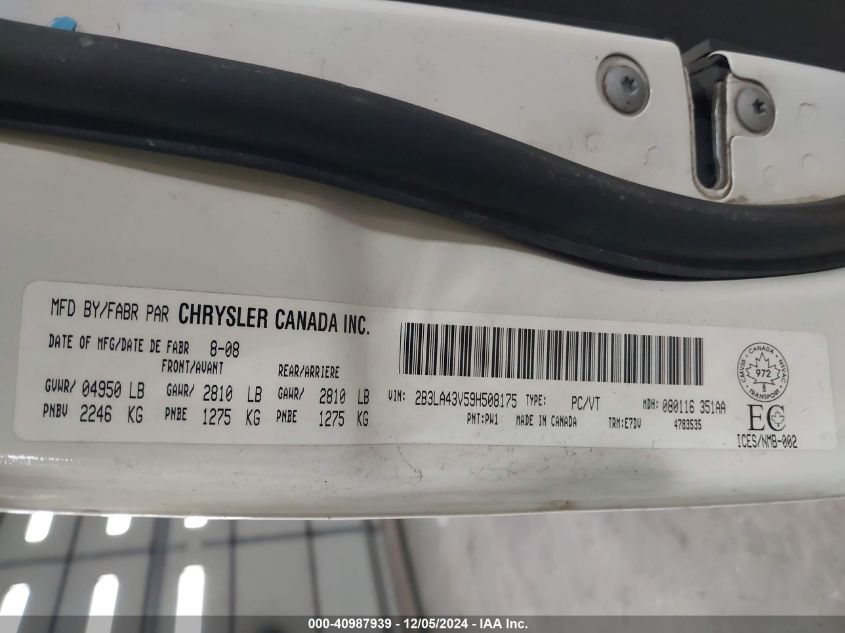 MFD BY/FABR PAR CHRYSLER CANADA INC.
DATE OF MFG/DATE DE FABR 8-08
FRONT/AVANT REAR/ARRIERE
GVWR/ 04950 LB GAWR/ 2810 LB GAWR/ 2810 LB
PNBV 2246 KG PNBE 1275 KG PNBE 1275 KG
VIN: 2B3LA43V59H508175 TYPE: PC/VT MDH: 080116 351AA
PNT:PW1 MADE IN CANADA TRM:E7DV 4783535
CANADA
972
TRANSPORT
EC
ICES/NMB-002
000-40987939 - 12/05/2024 - IAA Inc.